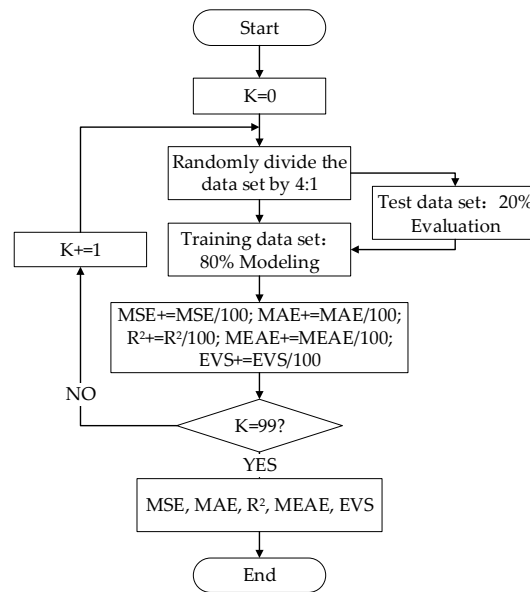 Start
K=0
Randomly divide the
data set by 4:1
Test data set: 20%
Evaluation
Training data set:
80% Modeling
K+=1
MSE+=MSE/100; MAE+=MAE/100;
R²+=R²/100; MEAE+=MEAE/100;
EVS+=EVS/100
NO
K=99?
YES
MSE, MAE, R², MEAE, EVS
End